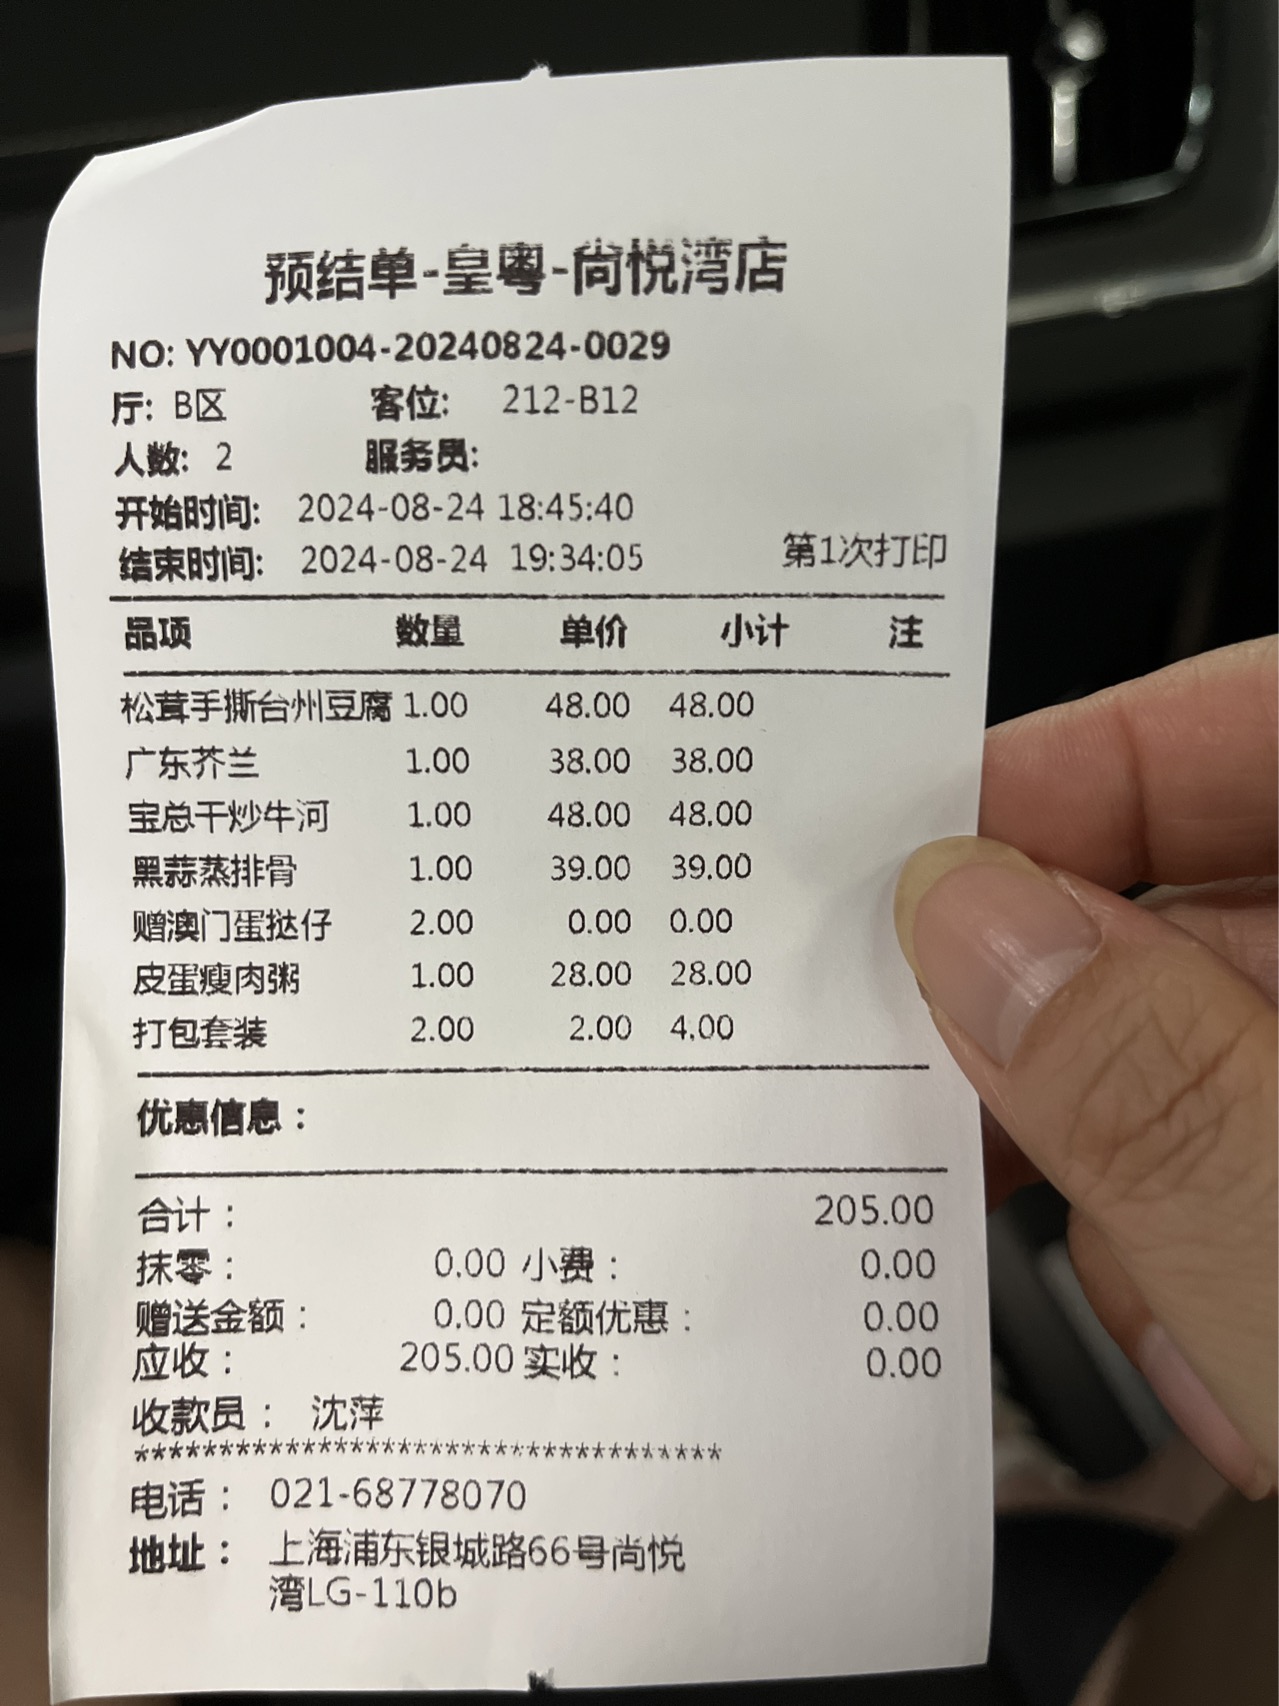 预结单-皇粤-尚悦湾店
NO: YY0001004-20240824-0029
厅: B区 客位: 212-B12
人数: 2 服务员:
开始时间: 2024-08-24 18:45:40
结束时间: 2024-08-24 19:34:05 第1次打印
品项 数量 单价 小计 注
松茸手撕台州豆腐 1.00 48.00 48.00
广东芥兰 1.00 38.00 38.00
宝总干炒牛河 1.00 48.00 48.00
黑蒜蒸排骨 1.00 39.00 39.00
赠澳门蛋挞仔 2.00 0.00 0.00
皮蛋瘦肉粥 1.00 28.00 28.00
打包套装 2.00 2.00 4.00
优惠信息：
合计： 205.00
抹零： 0.00 小费： 0.00
赠送金额： 0.00 定额优惠： 0.00
应收： 205.00 实收： 0.00
收款员： 沈萍
************************************
电话： 021-68778070
地址： 上海浦东银城路66号尚悦
湾LG-110b